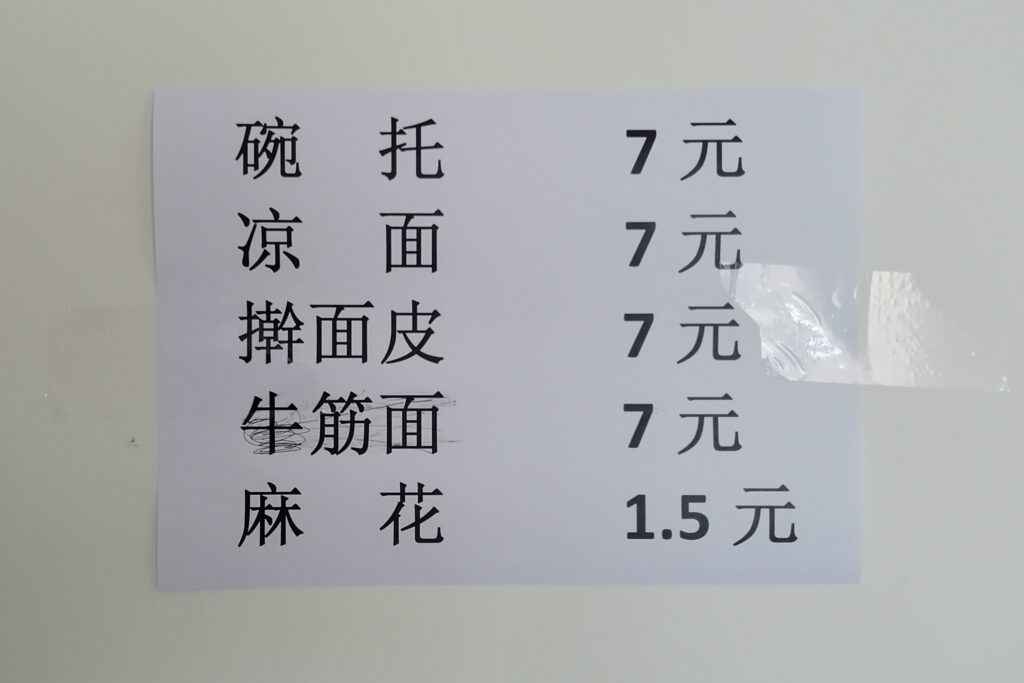 碗托 7元
凉面 7元
擀面皮 7元
牛筋面 7元
麻花 1.5元